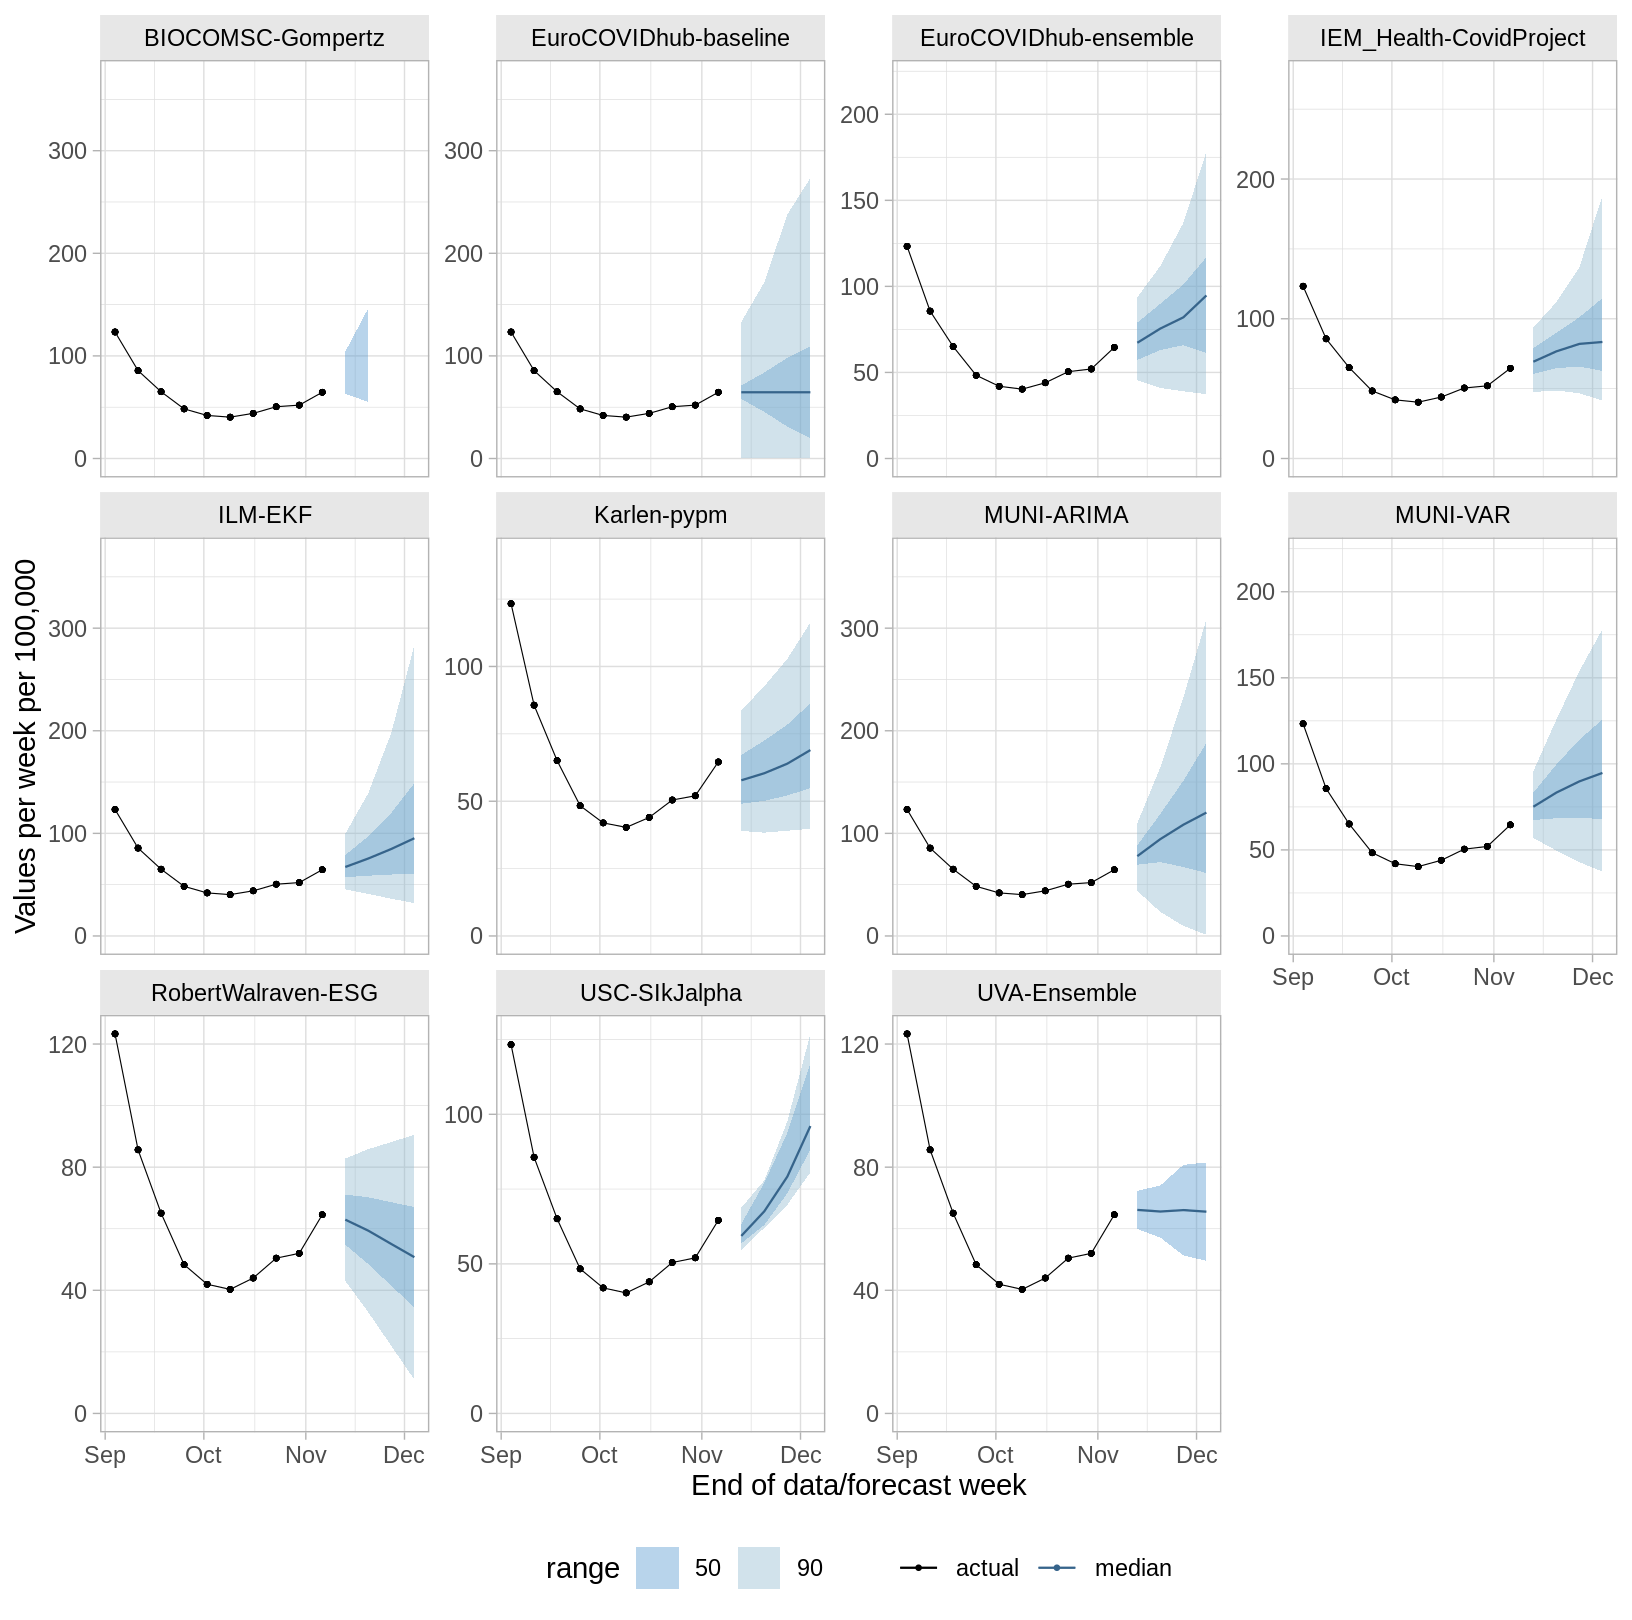 BIOCOMSC-Gompertz EuroCOVIDhub-baseline EuroCOVIDhub-ensemble IEM_Health-CovidProject
300 300 200 200
200 200 150
100 100 100 100
50
0 0 0 0
ILM-EKF Karlen-pypm MUNI-ARIMA MUNI-VAR
300 100 300 200
200 50 200 150
100 100 100
50
0 0 0 0
Sep Oct Nov Dec
RobertWalraven-ESG USC-SIkJalpha UVA-Ensemble
120 100 120
80 50 80
40 40
0 0 0
Sep Oct Nov Dec Sep Oct Nov Dec Sep Oct Nov Dec
Values per week per 100,000
End of data/forecast week
range 50 90 actual median